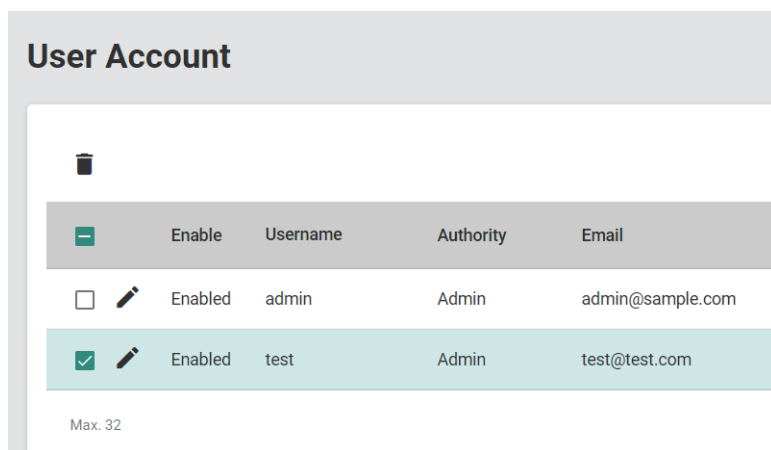 User Account
Enable Username Authority Email
Enabled admin Admin admin@sample.com
Enabled test Admin test@test.com
Max. 32